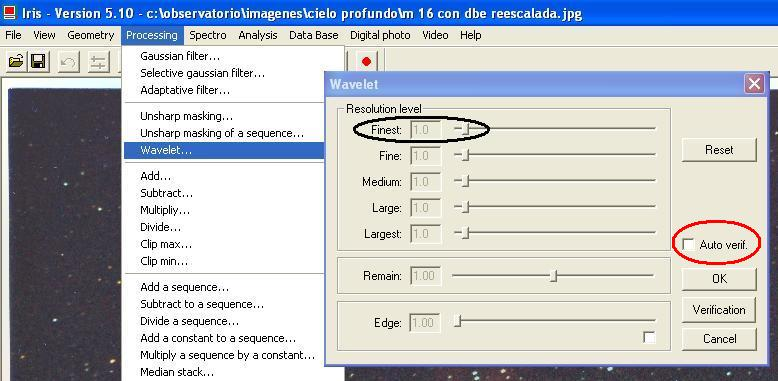 Iris - Version 5.10 - c:\observatorio\imagenes\cielo profundo\m 16 con dbe reescalada.jpg
File View Geometry Processing Spectro Analysis Data Base Digital photo Video Help
Gaussian filter...
Selective gaussian filter...
Adaptative filter...
Unsharp masking...
Unsharp masking of a sequence...
Wavelet...
Add...
Subtract...
Multipliy...
Divide...
Clip max...
Clip min...
Add a sequence...
Subtract to a sequence...
Divide a sequence...
Add a constant to a sequence...
Multiply a sequence by a constant...
Median stack...
Wavelet
Resolution level
Finest: 1.0
Fine: 1.0
Medium: 1.0
Large: 1.0
Largest: 1.0
Remain: 1.00
Edge: 1.00
Reset
Auto verif.
OK
Verification
Cancel